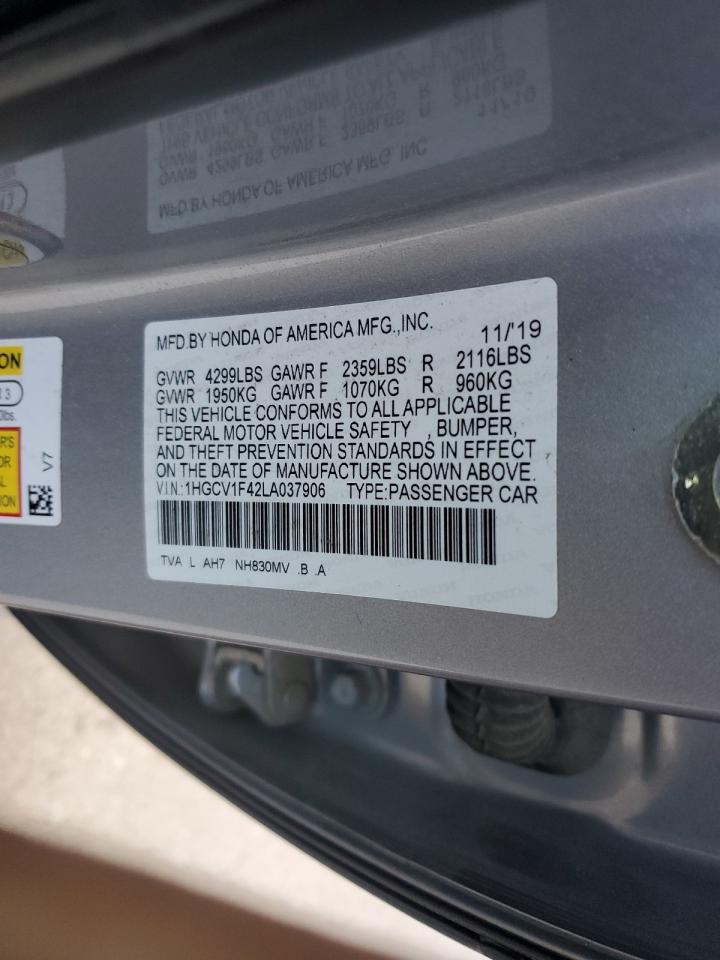 MFD BY HONDA OF AMERICA MFG.,INC. 11/'19
GVWR 4299LBS GAWR F 2359LBS R 2116LBS
GVWR 1950KG GAWR F 1070KG R 960KG
THIS VEHICLE CONFORMS TO ALL APPLICABLE
FEDERAL MOTOR VEHICLE SAFETY , BUMPER,
AND THEFT PREVENTION STANDARDS IN EFFECT
ON THE DATE OF MANUFACTURE SHOWN ABOVE.
V.I.N.:1HGCV1F42LA037906 TYPE:PASSENGER CAR
TVA L AH7 NH830MV .B .A
V7